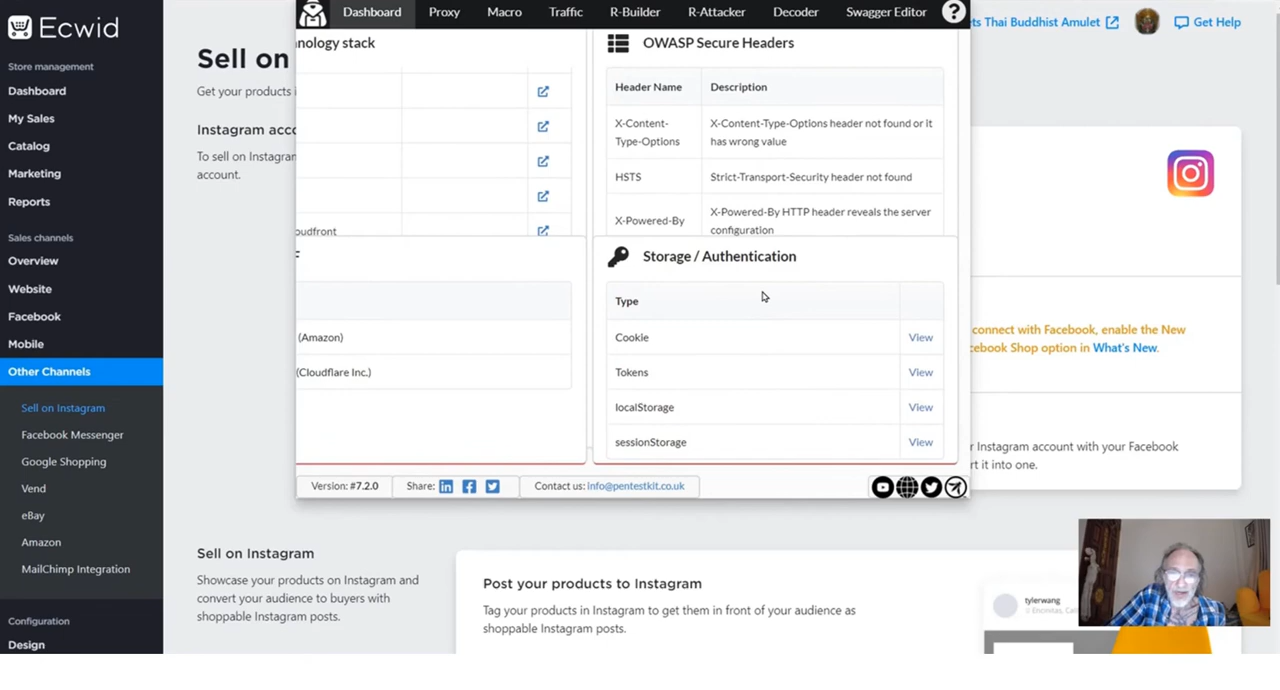 Ecwid
Store management
Dashboard
My Sales
Catalog
Marketing
Reports
Sales channels
Overview
Website
Facebook
Mobile
Other Channels
Sell on Instagram
Facebook Messenger
Google Shopping
Vend
eBay
Amazon
MailChimp Integration
Configuration
Design
Sell on
Get your products i
Instagram acc
To sell on Instagran
account.
Dashboard Proxy Macro Traffic R-Builder R-Attacker Decoder Swagger Editor ?
nology stack
oudfront
F
(Amazon)
(Cloudflare Inc.)
OWASP Secure Headers
Header Name Description
X-Content-
Type-Options
X-Content-Type-Options header not found or it
has wrong value
HSTS Strict-Transport-Security header not found
X-Powered-By
X-Powered-By HTTP header reveals the server
configuration
Storage / Authentication
Type
Cookie View
Tokens View
localStorage View
sessionStorage View
Version: #7.2.0 Share: Contact us: info@pentestkit.co.uk
ets Thai Buddhist Amulet Get Help
connect with Facebook, enable the New
cebook Shop option in What's New.
r Instagram account with your Facebook
rt it into one.
Sell on Instagram
Showcase your products on Instagram and
convert your audience to buyers with
shoppable Instagram posts.
Post your products to Instagram
Tag your products in Instagram to get them in front of your audience as
shoppable Instagram posts.
tylerwang